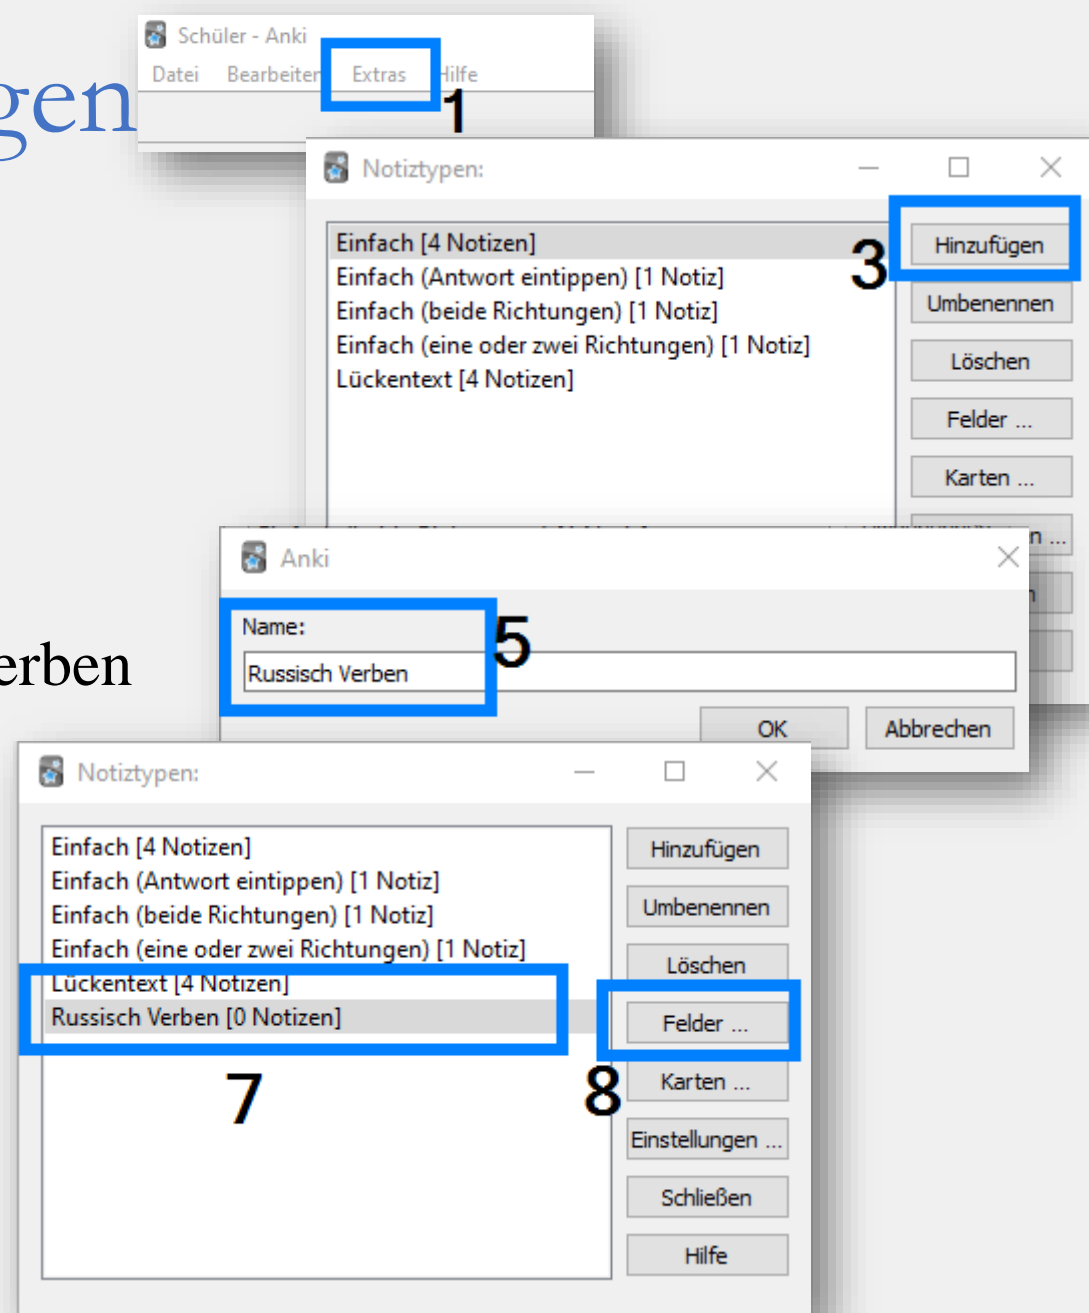 Schüler - Anki
Datei Bearbeiten Extras Hilfe
gen
1
Notiztypen:
Einfach [4 Notizen]
3
Hinzufügen
Einfach (Antwort eintippen) [1 Notiz]
Einfach (beide Richtungen) [1 Notiz]
Umbenennen
Einfach (eine oder zwei Richtungen) [1 Notiz]
Löschen
Lückentext [4 Notizen]
Felder ...
Karten ...
n ...
Anki
Name:
5
erben
Russisch Verben
OK Abbrechen
Notiztypen:
Einfach [4 Notizen]
Hinzufügen
Einfach (Antwort eintippen) [1 Notiz]
Einfach (beide Richtungen) [1 Notiz]
Umbenennen
Einfach (eine oder zwei Richtungen) [1 Notiz]
Löschen
Lückentext [4 Notizen]
Russisch Verben [0 Notizen]
Felder ...
7
8
Karten ...
Einstellungen ...
Schließen
Hilfe